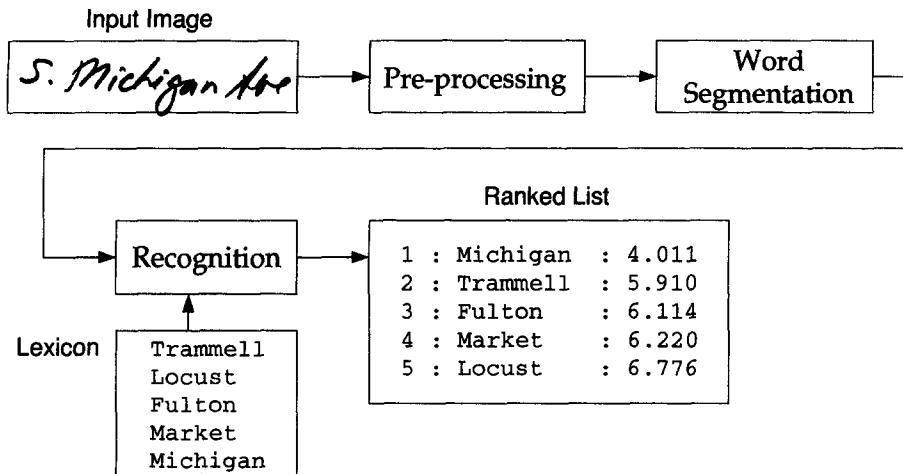 Input Image
S. Michigan Ave
Pre-processing
Word
Segmentation
Recognition
Ranked List
1 : Michigan : 4.011
2 : Trammell : 5.910
3 : Fulton : 6.114
4 : Market : 6.220
5 : Locust : 6.776
Lexicon
Trammell
Locust
Fulton
Market
Michigan